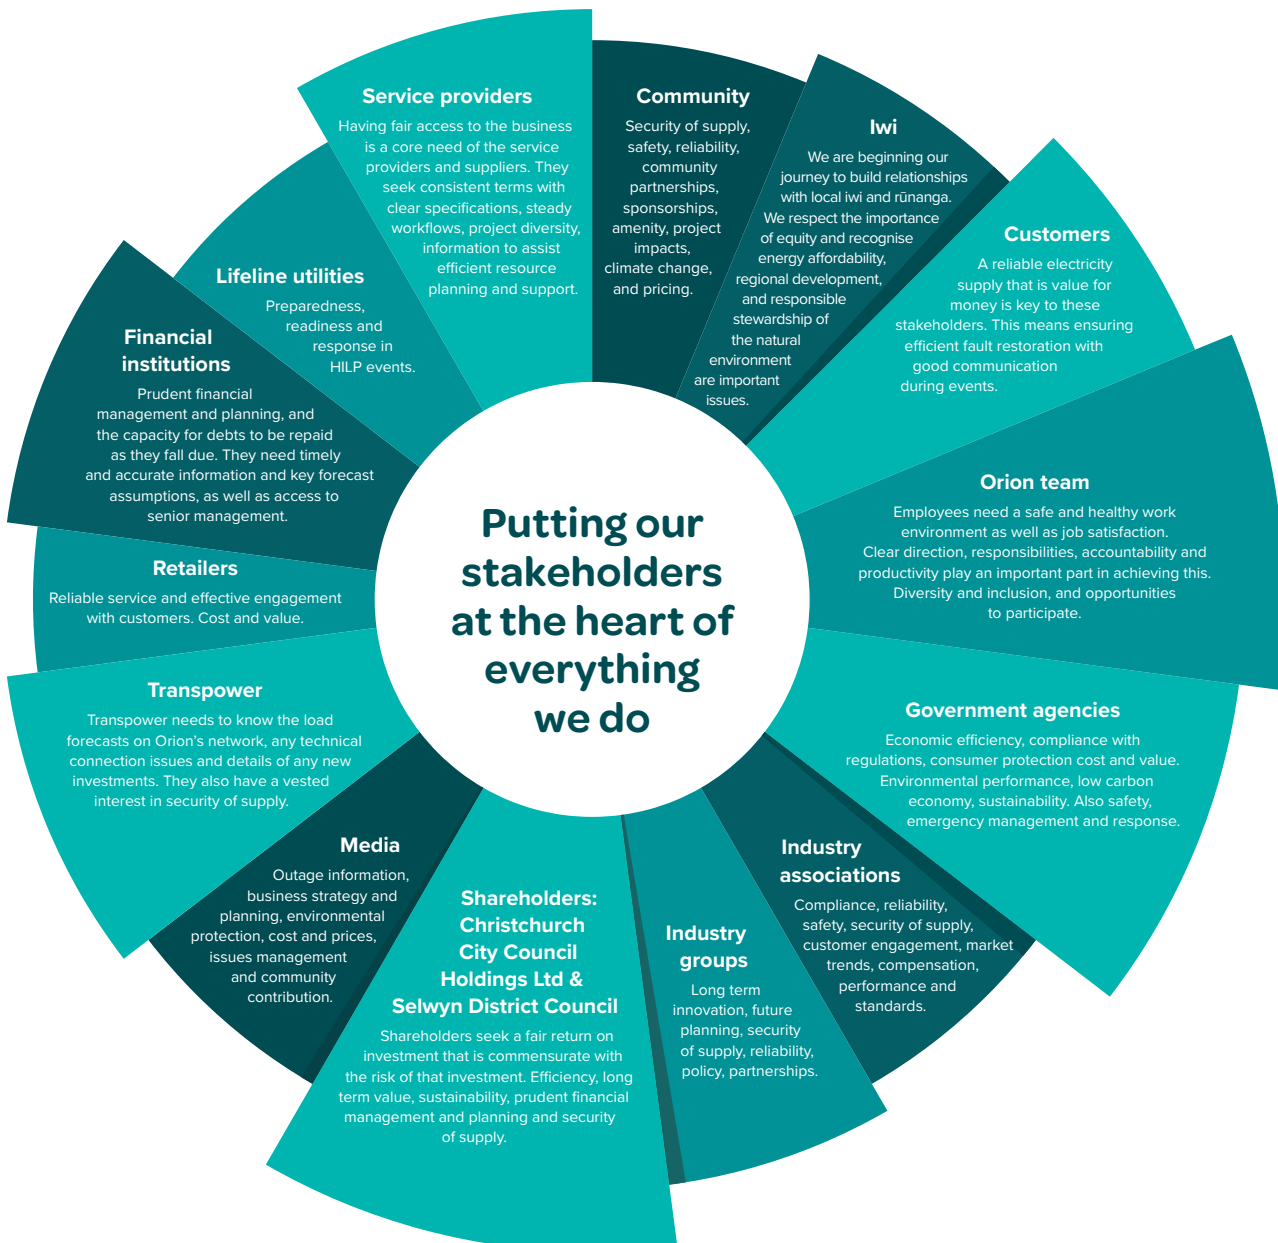 Service providers
Having fair access to the business
is a core need of the service
providers and suppliers. They
seek consistent terms with
clear specifications, steady
workflows, project diversity,
information to assist
efficient resource
planning and support.
Community
Security of supply,
safety, reliability,
community
partnerships,
sponsorships,
amenity, project
impacts,
climate change,
and pricing.
Iwi
We are beginning our
journey to build relationships
with local iwi and rūnanga.
We respect the importance
of equity and recognise
energy affordability,
regional development,
and responsible
stewardship of
the natural
environment
are important
issues.
Customers
A reliable electricity
supply that is value for
money is key to these
stakeholders. This means ensuring
efficient fault restoration with
good communication
during events.
Orion team
Employees need a safe and healthy work
environment as well as job satisfaction.
Clear direction, responsibilities, accountability and
productivity play an important part in achieving this.
Diversity and inclusion, and opportunities
to participate.
Government agencies
Economic efficiency, compliance with
regulations, consumer protection cost and value.
Environmental performance, low carbon
economy, sustainability. Also safety,
emergency management and response.
Industry
associations
Compliance, reliability,
safety, security of supply,
customer engagement, market
trends, compensation,
performance and
standards.
Industry
groups
Long term
innovation, future
planning, security
of supply, reliability,
policy, partnerships.
Shareholders:
Christchurch
City Council
Holdings Ltd &
Selwyn District Council
Shareholders seek a fair return on
investment that is commensurate with
the risk of that investment. Efficiency, long
term value, sustainability, prudent financial
management and planning and security
of supply.
Media
Outage information,
business strategy and
planning, environmental
protection, cost and prices,
issues management
and community
contribution.
Transpower
Transpower needs to know the load
forecasts on Orion's network, any technical
connection issues and details of any new
investments. They also have a vested
interest in security of supply.
Retailers
Reliable service and effective engagement
with customers. Cost and value.
Financial
institutions
Prudent financial
management and planning, and
the capacity for debts to be repaid
as they fall due. They need timely
and accurate information and key forecast
assumptions, as well as access to
senior management.
Lifeline utilities
Preparedness,
readiness and
response in
HILP events.
Putting our
stakeholders
at the heart of
everything
we do